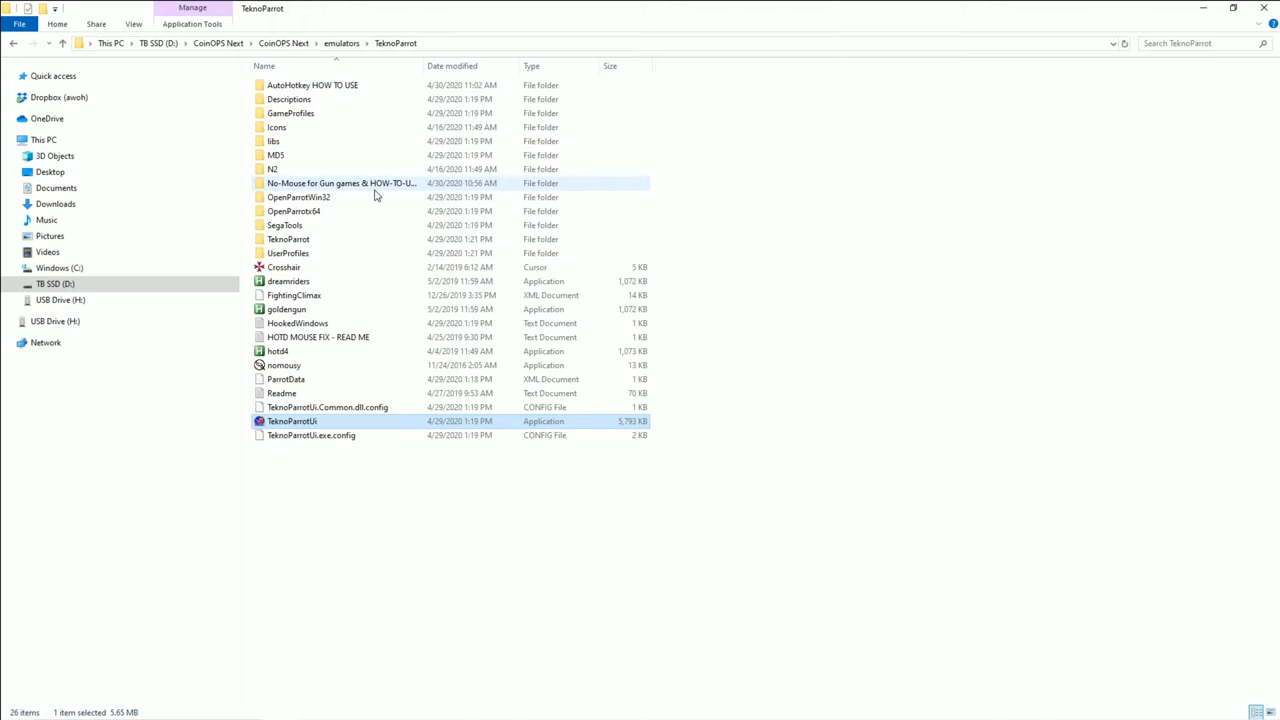 Manage
TeknoParrot
File
Home
Share
View
Application Tools
This PC
TB SSD (D:)
CoinOPS Next
CoinOPS Next
emulators
TeknoParrot
Search TeknoParrot
Name
Date modified
Type
Size
Quick access
Dropbox (awoh)
OneDrive
This PC
3D Objects
Desktop
Documents
Downloads
Music
Pictures
Videos
Windows (C:)
TB SSD (D:)
USB Drive (H:)
USB Drive (H:)
Network
AutoHotkey HOW TO USE 4/30/2020 11:02 AM File folder
Descriptions 4/29/2020 1:19 PM File folder
GameProfiles 4/29/2020 1:19 PM File folder
Icons 4/16/2020 11:49 AM File folder
libs 4/29/2020 1:19 PM File folder
MD5 4/29/2020 1:19 PM File folder
N2 4/16/2020 11:49 AM File folder
No-Mouse for Gun games & HOW-TO-U... 4/30/2020 10:56 AM File folder
OpenParrotWin32 4/29/2020 1:19 PM File folder
OpenParrotx64 4/29/2020 1:19 PM File folder
SegaTools 4/29/2020 1:19 PM File folder
TeknoParrot 4/29/2020 1:21 PM File folder
UserProfiles 4/29/2020 1:21 PM File folder
Crosshair 2/14/2019 6:12 AM Cursor 5 KB
dreamriders 5/2/2019 11:59 AM Application 1,072 KB
FightingClimax 12/26/2019 3:35 PM XML Document 14 KB
goldengun 5/2/2019 11:59 AM Application 1,072 KB
HookedWindows 4/29/2020 1:19 PM Text Document 1 KB
HOTD MOUSE FIX - READ ME 4/25/2019 9:30 PM Text Document 1 KB
hotd4 4/4/2019 11:49 AM Application 1,073 KB
nomousy 11/24/2016 2:05 AM Application 13 KB
ParrotData 4/29/2020 1:18 PM XML Document 1 KB
Readme 4/27/2019 9:53 AM Text Document 70 KB
TeknoParrotUi.Common.dll.config 4/29/2020 1:19 PM CONFIG File 1 KB
TeknoParrotUi 4/29/2020 1:19 PM Application 5,793 KB
TeknoParrotUi.exe.config 4/29/2020 1:19 PM CONFIG File 2 KB
26 items 1 item selected 5.65 MB